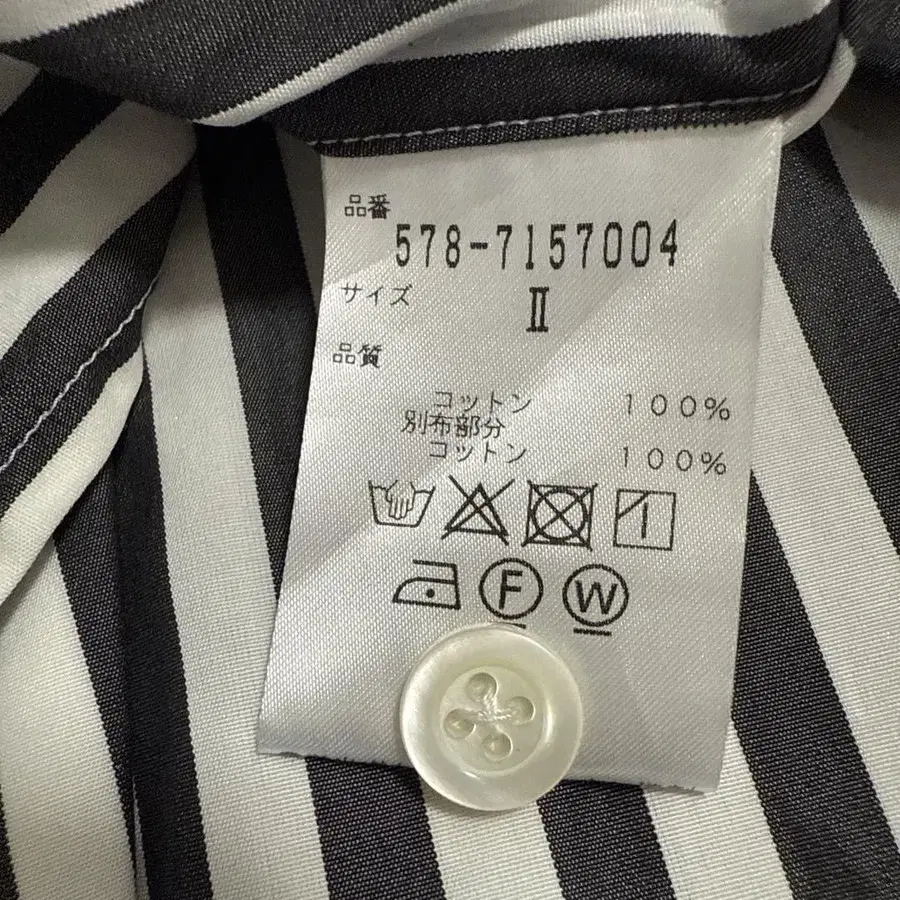 品番
578-7157004
サイズ
Ⅱ
品質
コットン 100%
別布部分
コットン 100%
F W